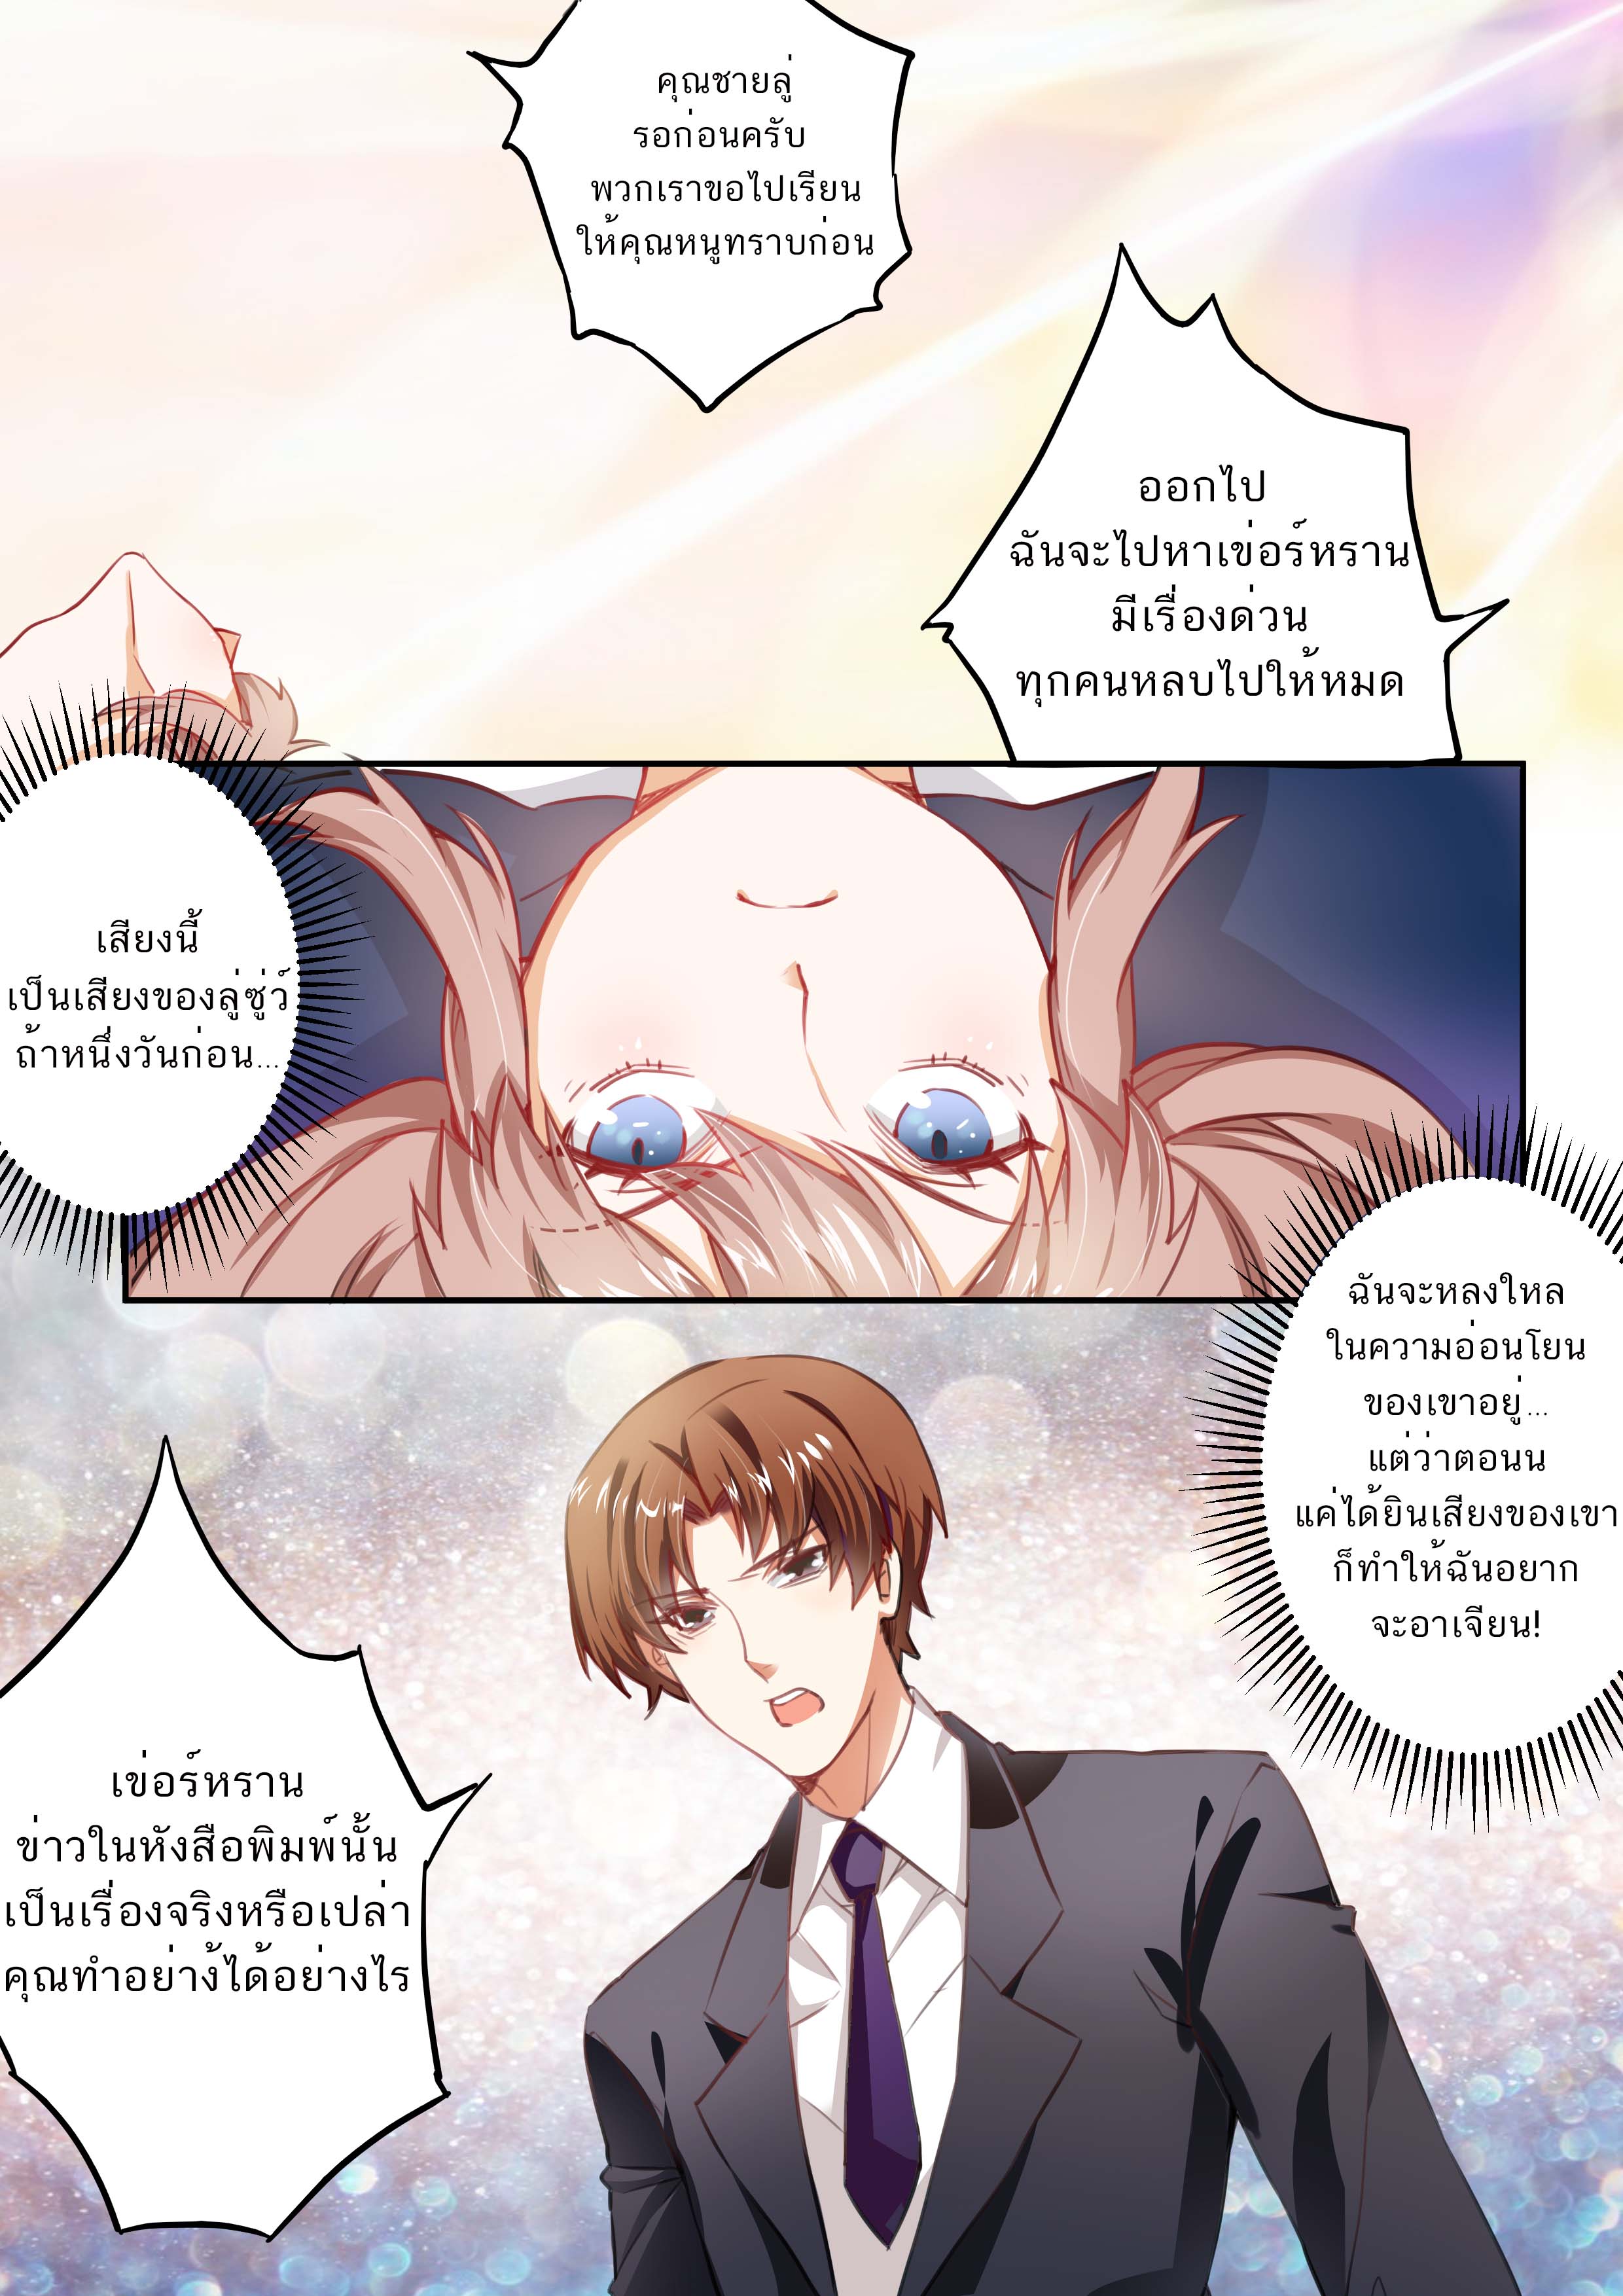 คุณชายลู่
รอก่อนครับ
พวกเราขอไปเรียน
ให้คุณหนูทราบก่อน
ออกไป
ฉันจะไปหาเข่อร์หราน
มีเรื่องด่วน
ทุกคนหลบไปให้หมด
เสียงนี้
เป็นเสียงของลู่ซู่ว์
ถ้าหนึ่งวันก่อน...
ฉันจะหลงใหล
ในความอ่อนโยน
ของเขาอยู่...
แต่ว่าตอนน
แค่ได้ยินเสียงของเขา
ก็ทำให้ฉันอยาก
จะอาเจียน!
เข่อร์หราน
ข่าวในหังสือพิมพ์นั้น
เป็นเรื่องจริงหรือเปล่า
คุณทำอย่าง้ได้อย่างไร